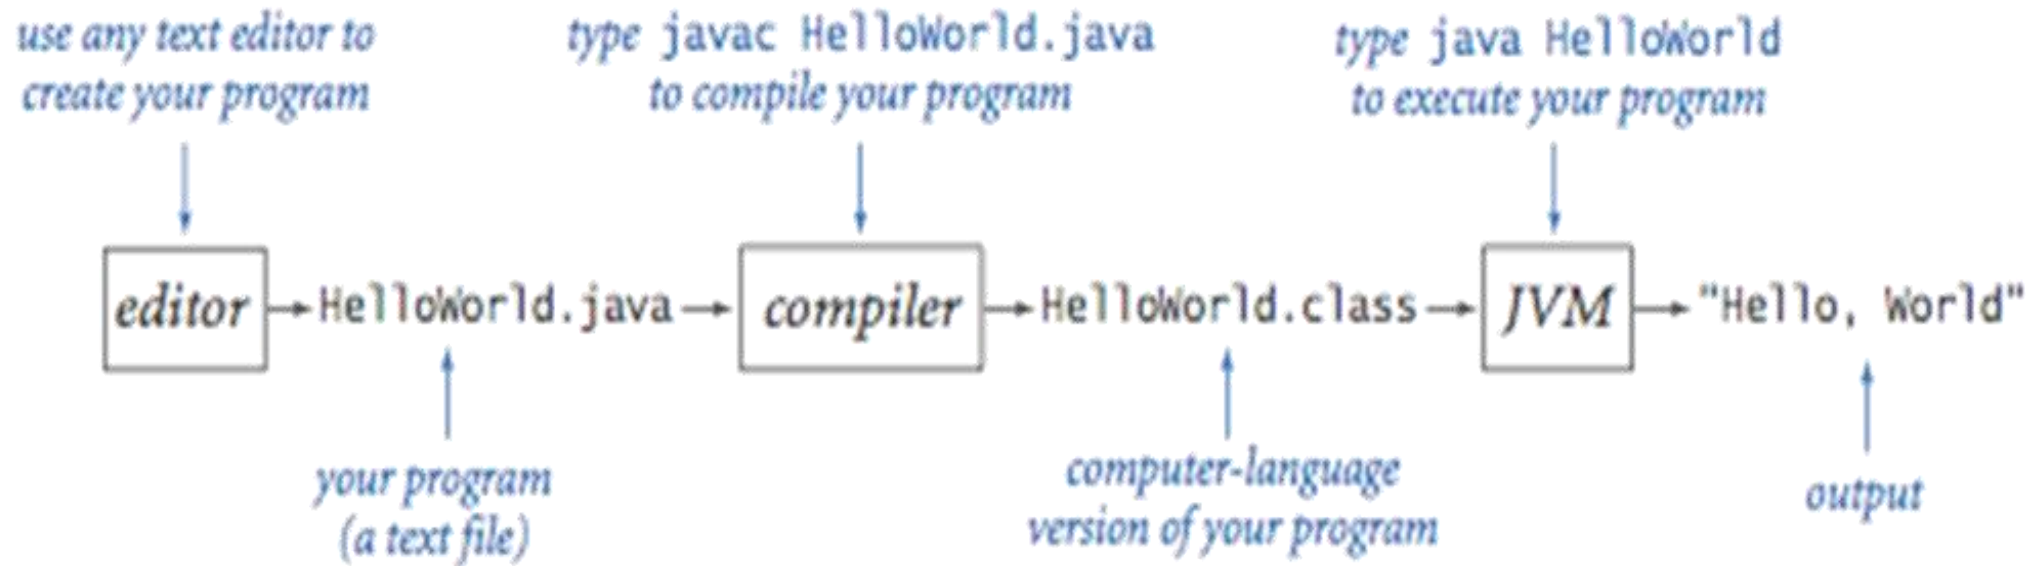 use any text editor to
create your program
type javac HelloWorld.java
to compile your program
type java HelloWorld
to execute your program
editor
HelloWorld.java
compiler
HelloWorld.class
JVM
"Hello, World"
your program
(a text file)
computer-language
version of your program
output